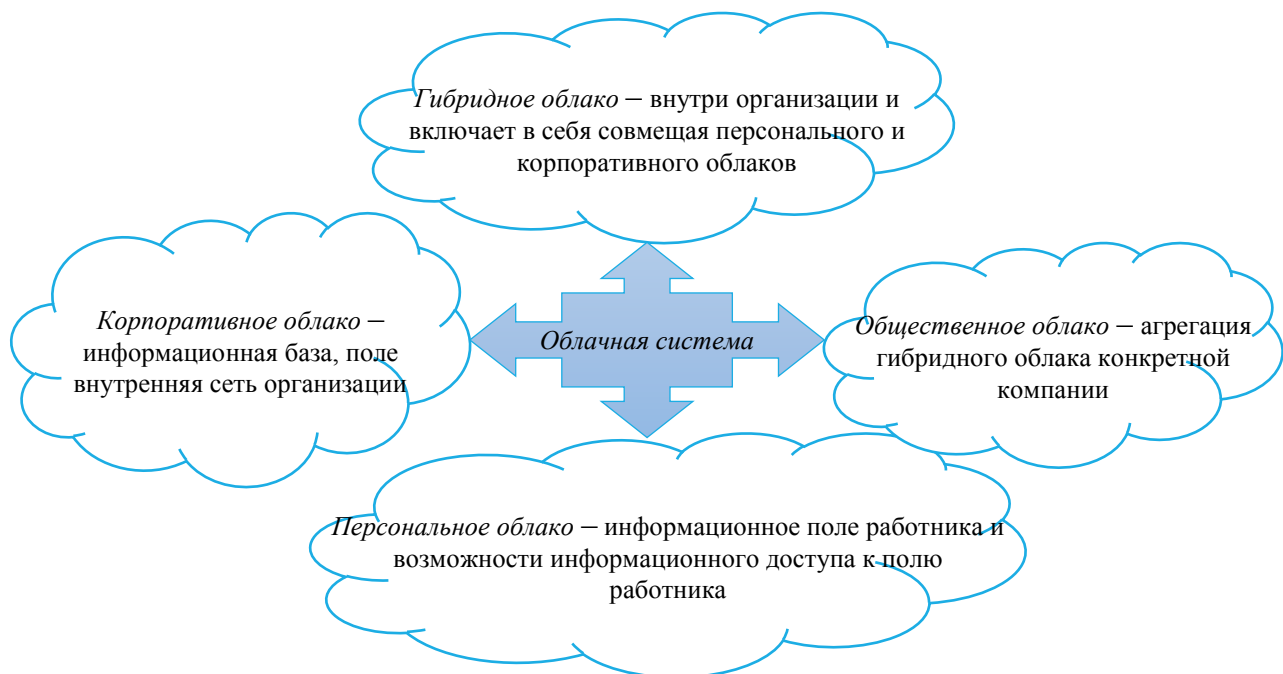 Гибридное облако – внутри организации и
включает в себя совмещая персонального и
корпоративного облаков
Корпоративное облако –
информационная база, поле
внутренняя сеть организации
Облачная система
Общественное облако – агрегация
гибридного облака конкретной
компании
Персональное облако – информационное поле работника и
возможности информационного доступа к полю
работника